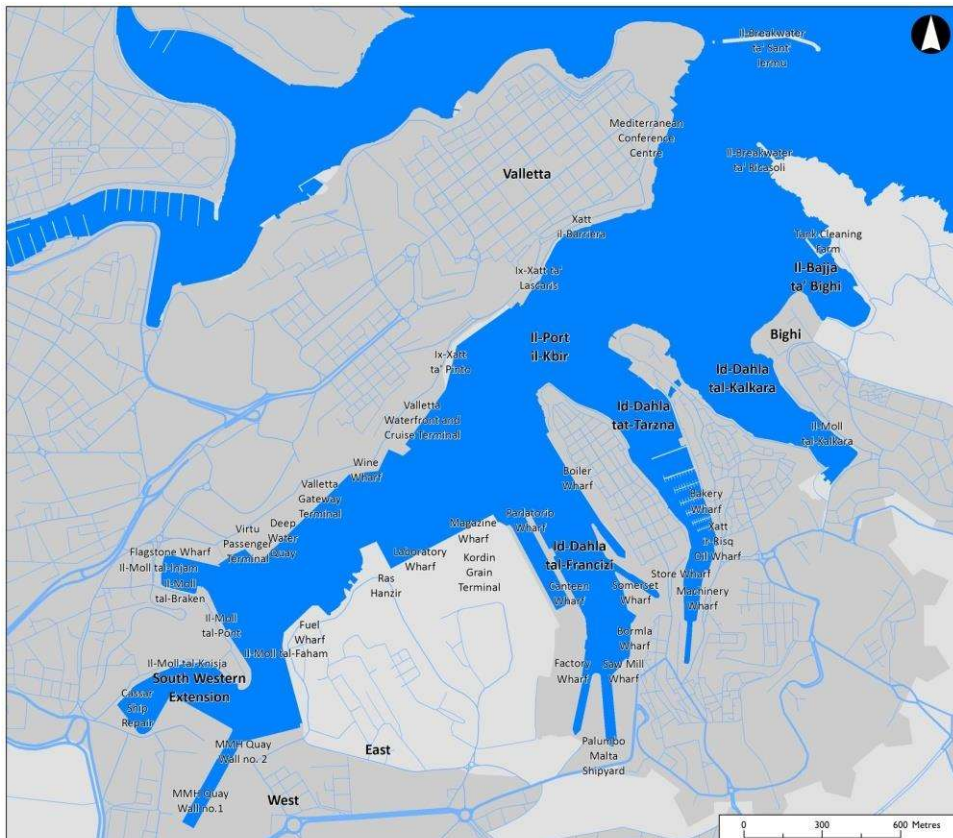 Il-Breakwater
ta' Sant'
Iermu
Mediterranean
Conference
Centre
Il-Breakwater
ta' Ricasoli
Valletta
Xatt
il-Barriera
Tank Cleaning
Farm
Ix-Xatt ta'
Lascaris
Il-Bajja
ta' Bighi
Il-Port
il-Kbir
Bighi
Ix-Xatt
ta' Pinto
Id-Dahla
tal-Kalkara
Id-Dahla
tat-Tarzna
Valletta
Waterfront and
Cruise Terminal
Il-Moll
tal-Kalkara
Wine
Wharf
Boiler
Wharf
Valletta
Gateway
Terminal
Bakery
Wharf
Parlatorio
Wharf
Magazine
Wharf
Deep
Water
Quay
Virtu
Passenger
Terminal
Xatt
ir-Risq
Oil Wharf
Id-Dahla
tal-Francizi
Flagstone Wharf
Il-Moll tal-Injam
Il-Moll
tal-Braken
Laboratory
Wharf
Kordin
Grain
Terminal
Ras
Hanzir
Store Wharf
Canteen
Wharf
Somerset
Wharf
Machinery
Wharf
Il-Moll
tal-Pont
Fuel
Wharf
Il-Moll tal-Faham
Bormla
Wharf
Il-Moll tal-Knisja
South Western
Extension
Factory
Wharf
Saw Mill
Wharf
Cassar
Ship
Repair
MMH Quay
Wall no. 2
East
Palumbo
Malta
Shipyard
MMH Quay
Wall no.1
West
0 300 600 Metres